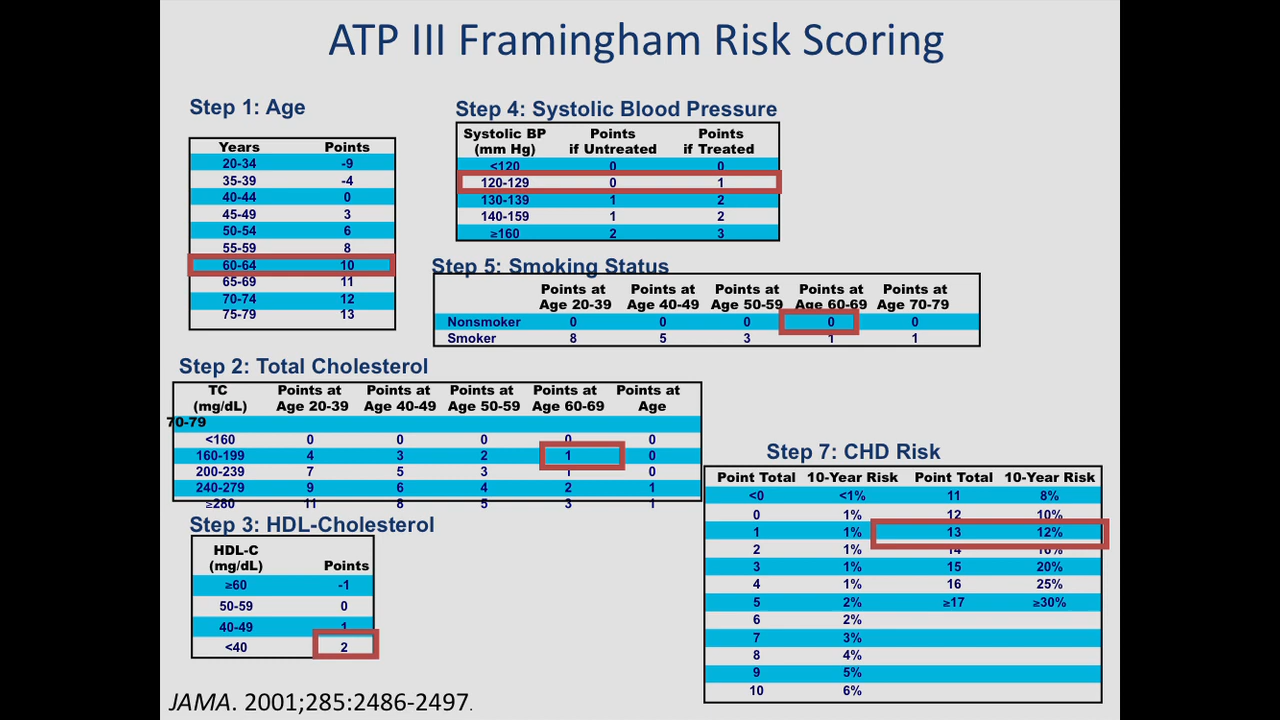 ATP III Framingham Risk Scoring
Step 1: Age
Years Points
20-34 -9
35-39 -4
40-44 0
45-49 3
50-54 6
55-59 8
60-64 10
65-69 11
70-74 12
75-79 13
Step 4: Systolic Blood Pressure
Systolic BP Points Points
(mm Hg) if Untreated if Treated
<120 0 0
120-129 0 1
130-139 1 2
140-159 1 2
≥160 2 3
Step 5: Smoking Status
Points at Points at Points at Points at Points at
Age 20-39 Age 40-49 Age 50-59 Age 60-69 Age 70-79
Nonsmoker 0 0 0 0 0
Smoker 8 5 3 1 1
Step 2: Total Cholesterol
TC Points at Points at Points at Points at Points at
(mg/dL) Age 20-39 Age 40-49 Age 50-59 Age 60-69 Age
70-79
<160 0 0 0 0 0
160-199 4 3 2 1 0
200-239 7 5 3 1 0
240-279 9 6 4 2 1
≥280 11 8 5 3 1
Step 3: HDL-Cholesterol
HDL-C
(mg/dL) Points
≥60 -1
50-59 0
40-49 1
<40 2
Step 7: CHD Risk
Point Total 10-Year Risk Point Total 10-Year Risk
<0 <1% 11 8%
0 1% 12 10%
1 1% 13 12%
2 1% 14 16%
3 1% 15 20%
4 1% 16 25%
5 2% ≥17 ≥30%
6 2%
7 3%
8 4%
9 5%
10 6%
JAMA. 2001;285:2486-2497.